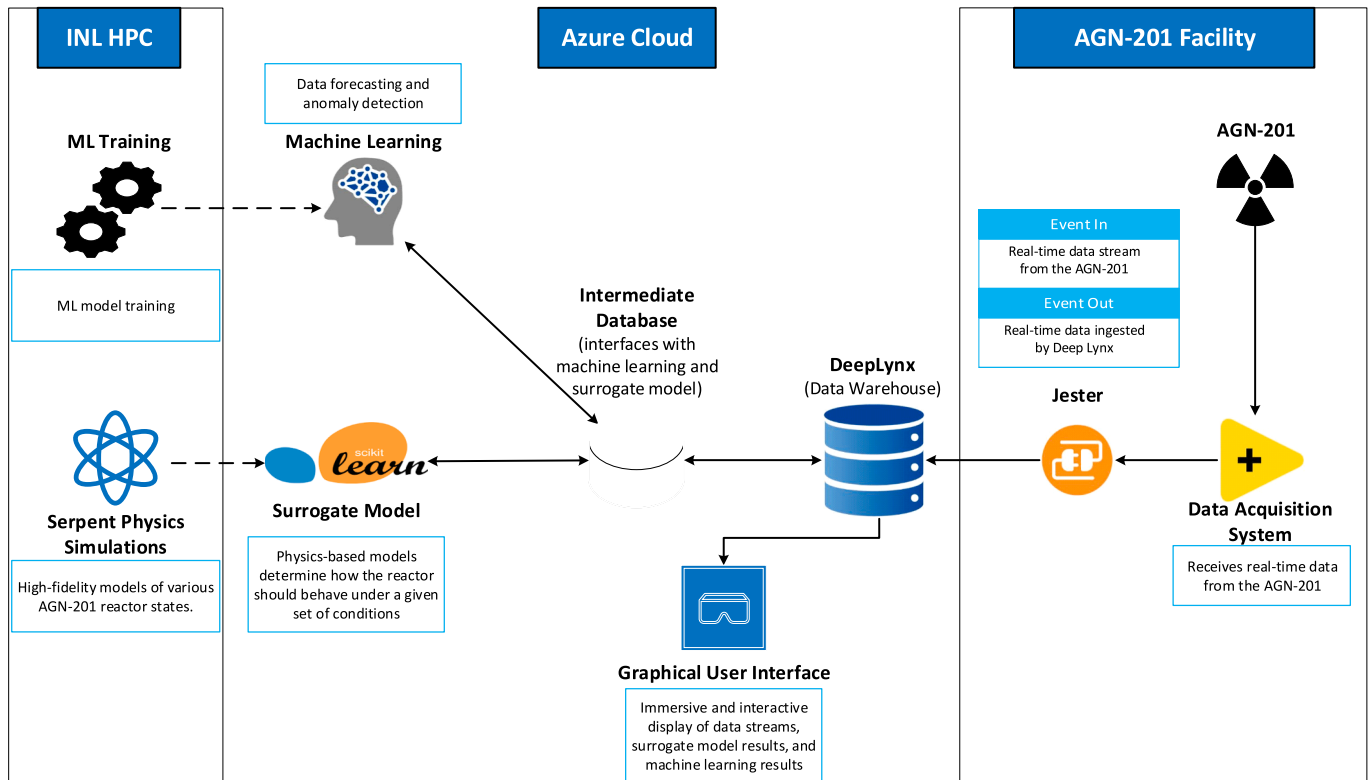 INL HPC
Azure Cloud
AGN-201 Facility
ML Training
ML model training
Serpent Physics
Simulations
High-fidelity models of various
AGN-201 reactor states.
Data forecasting and
anomaly detection
Machine Learning
scikit
learn
Surrogate Model
Physics-based models
determine how the reactor
should behave under a given
set of conditions
Intermediate
Database
(interfaces with
machine learning and
surrogate model)
DeepLynx
(Data Warehouse)
Graphical User Interface
Immersive and interactive
display of data streams,
surrogate model results, and
machine learning results
AGN-201
Event In
Real-time data stream
from the AGN-201
Event Out
Real-time data ingested
by Deep Lynx
Jester
+
Data Acquisition
System
Receives real-time data
from the AGN-201